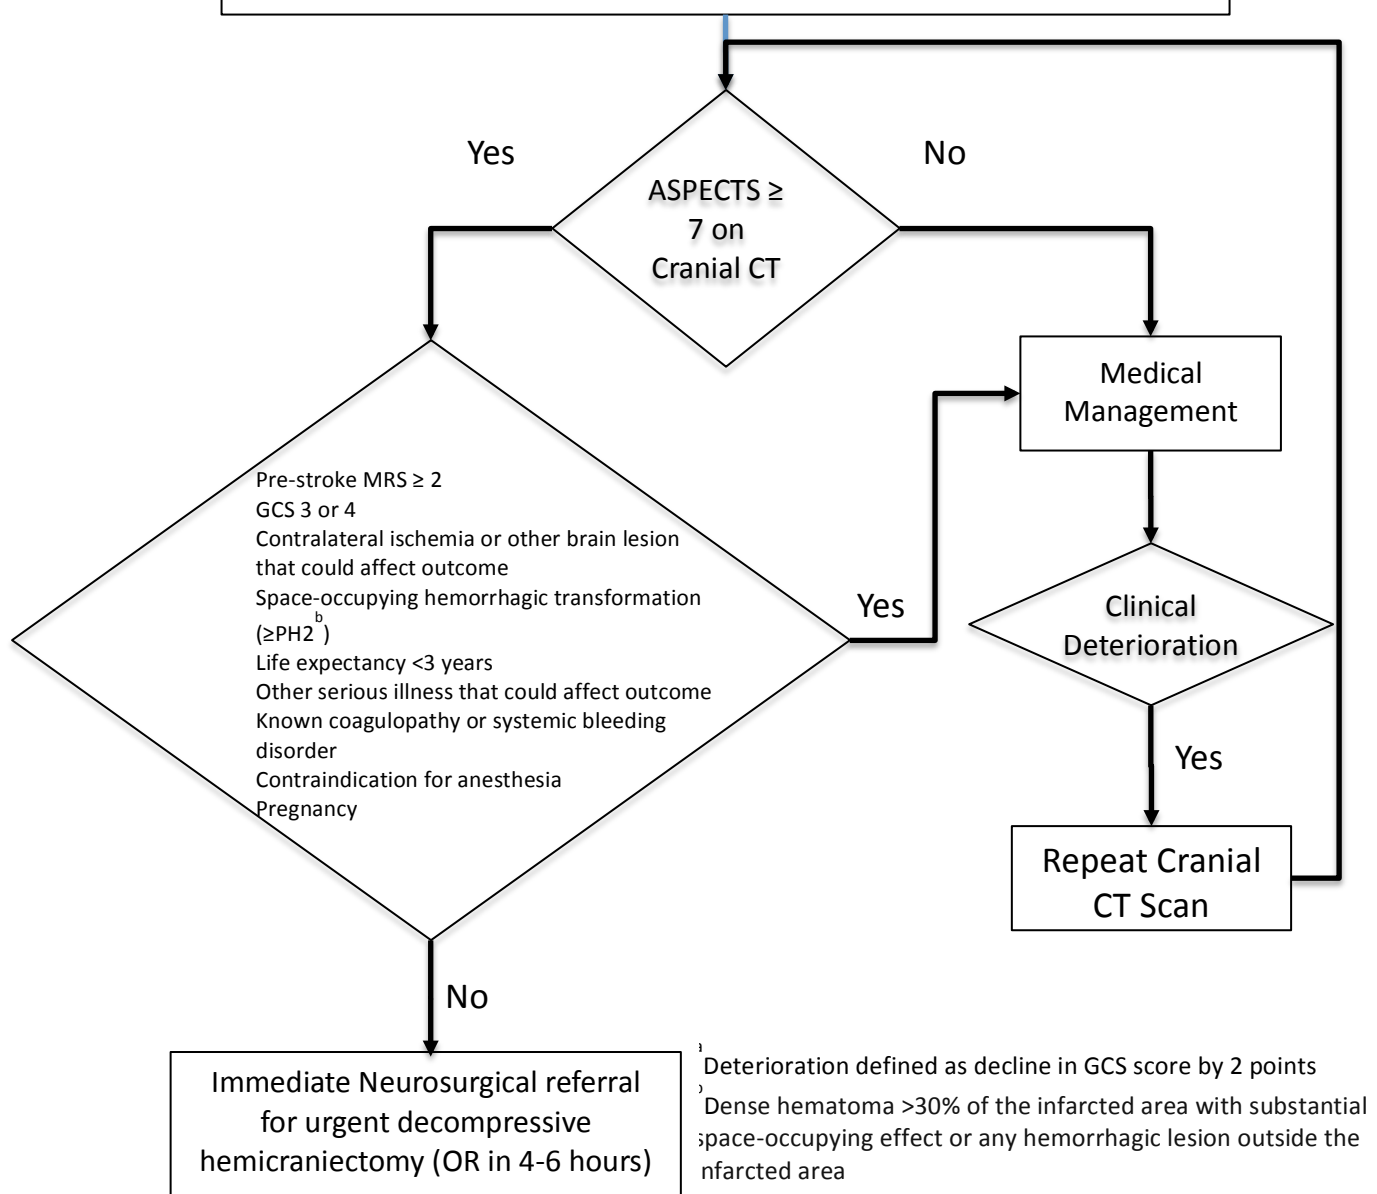 Yes
No
ASPECTS ≥
7 on
Cranial CT
Medical
Management
Pre-stroke MRS ≥ 2
GCS 3 or 4
Contralateral ischemia or other brain lesion
that could affect outcome
Space-occupying hemorrhagic transformation
(≥PH2b)
Life expectancy <3 years
Other serious illness that could affect outcome
Known coagulopathy or systemic bleeding
disorder
Contraindication for anesthesia
Pregnancy
Yes
Clinical
Deterioration
Yes
Repeat Cranial
CT Scan
No
Immediate Neurosurgical referral
for urgent decompressive
hemicraniectomy (OR in 4-6 hours)
a Deterioration defined as decline in GCS score by 2 points
b Dense hematoma >30% of the infarcted area with substantial
space-occupying effect or any hemorrhagic lesion outside the
infarcted area